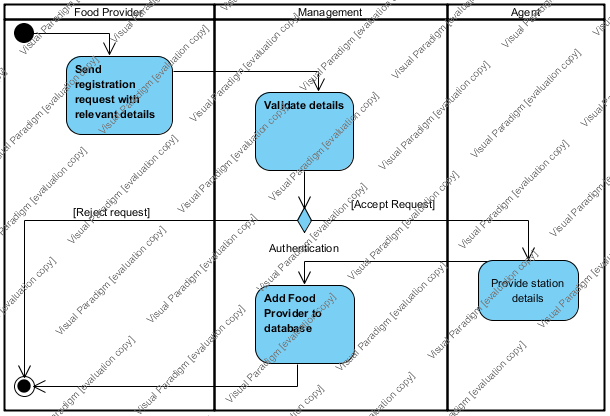 Food Provider
Management
Agent
Send
registration
request with
relevant details
Validate details
[Reject request]
[Accept Request]
Authentication
Provide station
details
Add Food
Provider to
database
Visual Paradigm [evaluation copy]